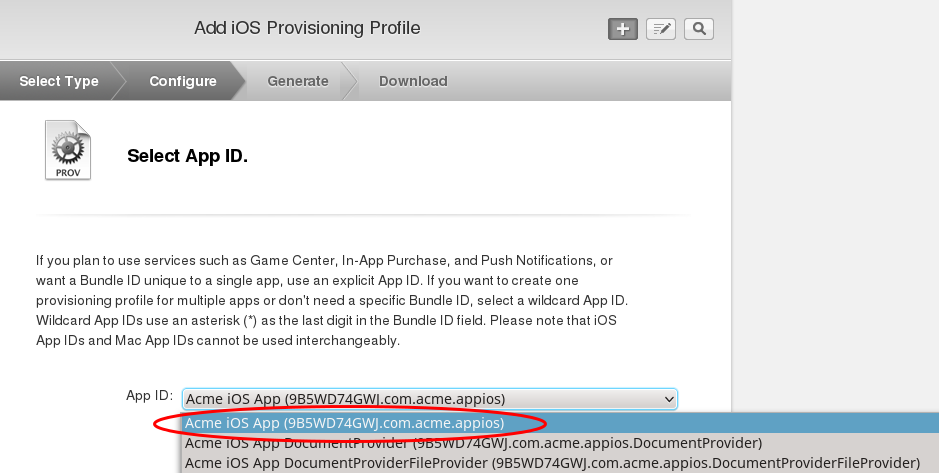 Add iOS Provisioning Profile
Select Type
Configure
Generate
Download
PROV
Select App ID.
If you plan to use services such as Game Center, In-App Purchase, and Push Notifications, or
want a Bundle ID unique to a single app, use an explicit App ID. If you want to create one
provisioning profile for multiple apps or don't need a specific Bundle ID, select a wildcard App ID.
Wildcard App IDs use an asterisk (*) as the last digit in the Bundle ID field. Please note that iOS
App IDs and Mac App IDs cannot be used interchangeably.
App ID: Acme iOS App (9B5WD74GWJ.com.acme.appios)
Acme iOS App (9B5WD74GWJ.com.acme.appios)
Acme iOS App DocumentProvider (9B5WD74GWJ.com.acme.appios.DocumentProvider)
Acme iOS App DocumentProviderFileProvider (9B5WD74GWJ.com.acme.appios.DocumentProviderFileProvider)